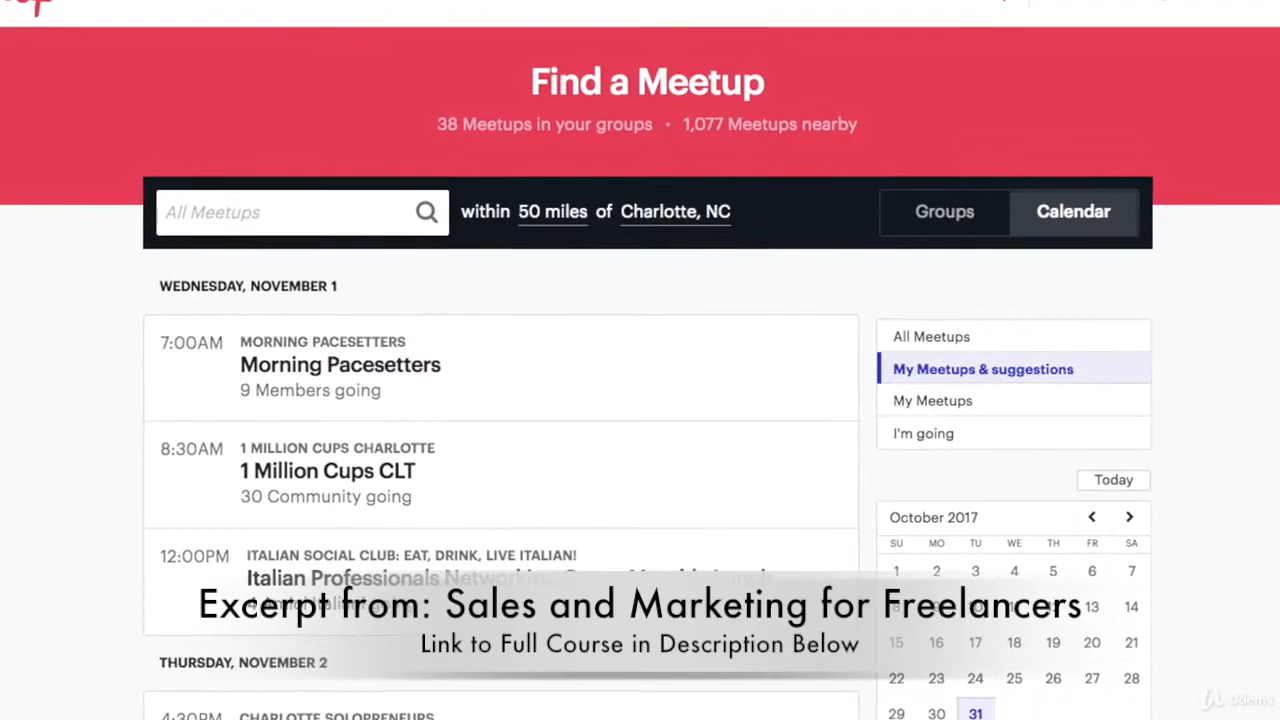 Find a Meetup
38 Meetups in your groups • 1,077 Meetups nearby
All Meetups within 50 miles of Charlotte, NC Groups Calendar
WEDNESDAY, NOVEMBER 1
7:00AM MORNING PACESETTERS
Morning Pacesetters
9 Members going
8:30AM 1 MILLION CUPS CHARLOTTE
1 Million Cups CLT
30 Community going
12:00PM ITALIAN SOCIAL CLUB: EAT, DRINK, LIVE ITALIAN!
Italian Professionals
All Meetups
My Meetups & suggestions
My Meetups
I'm going
Today
October 2017
SU MO TU WE TH FR SA
1 2 3 4 5 6 7
13 14
15 16 17 18 19 20 21
22 23 24 25 26 27 28
29 30 31
Excerpt from: Sales and Marketing for Freelancers
Link to Full Course in Description Below
THURSDAY, NOVEMBER 2
4:30PM CHARLOTTE SOLOPRENEURS
Udemy